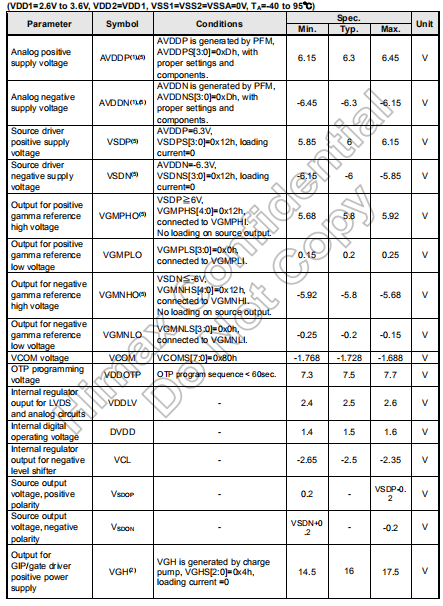 (VDD1=2.6V to 3.6V, VDD2=VDD1, VSS1=VSS2=VSSA=0V, TA=-40 to 95℃)
Parameter Symbol Conditions Spec. Unit
Min. Typ. Max.
Analog positive supply voltage AVDDP(1),(5) AVDDP is generated by PFM, AVDDPS[3:0]=0xDh, with proper settings and components. 6.15 6.3 6.45 V
Analog negative supply voltage AVDDN(1),(5) AVDDN is generated by PFM, AVDDNS[3:0]=0xDh, with proper settings and components. -6.45 -6.3 -6.15 V
Source driver positive supply voltage VSDP(5) AVDDP=6.3V, VSDPS[3:0]=0x12h, loading current=0 5.85 6 6.15 V
Source driver negative supply voltage VSDN(5) AVDDN=-6.3V, VSDNS[3:0]=0x12h, loading current=0 -6.15 -6 -5.85 V
Output for positive gamma reference high voltage VGMPHO(5) VSDP≧6V, VGMPHS[4:0]=0x12h, connected to VGMPHI. No loading on source output. 5.68 5.8 5.92 V
Output for positive gamma reference low voltage VGMPLO VGMPLS[3:0]=0x0h, connected to VGMPLI. 0.15 0.2 0.25 V
Output for negative gamma reference high voltage VGMNHO(5) VSDN≦-6V, VGMNHS[4:0]=0x12h, connected to VGMNHI. No loading on source output. -5.92 -5.8 -5.68 V
Output for negative gamma reference low voltage VGMNLO VGMNLS[3:0]=0x0h, connected to VGMNLI. -0.25 -0.2 -0.15 V
VCOM voltage VCOM VCOMS[7:0]=0x80h -1.768 -1.728 -1.688 V
OTP programming voltage VDDOTP OTP program sequence < 60sec. 7.3 7.5 7.7 V
Internal regulator ouput for LVDS and analog circuits VDDLV - 2.4 2.5 2.6 V
Internal digital operating voltage DVDD - 1.4 1.5 1.6 V
Internal regulator output for negative level shifter VCL - -2.65 -2.5 -2.35 V
Source output voltage, positive polarity VSDOP - 0.2 - VSDP-0.2 V
Source output voltage, negative polarity VSDON - VSDN+0.2 - -0.2 V
Output for GIP/gate driver positive power supply VGH(2) VGH is generated by charge pump, VGHS[2:0]=0x4h, loading current =0 14.5 16 17.5 V
Himax Confidential
Do Not Copy